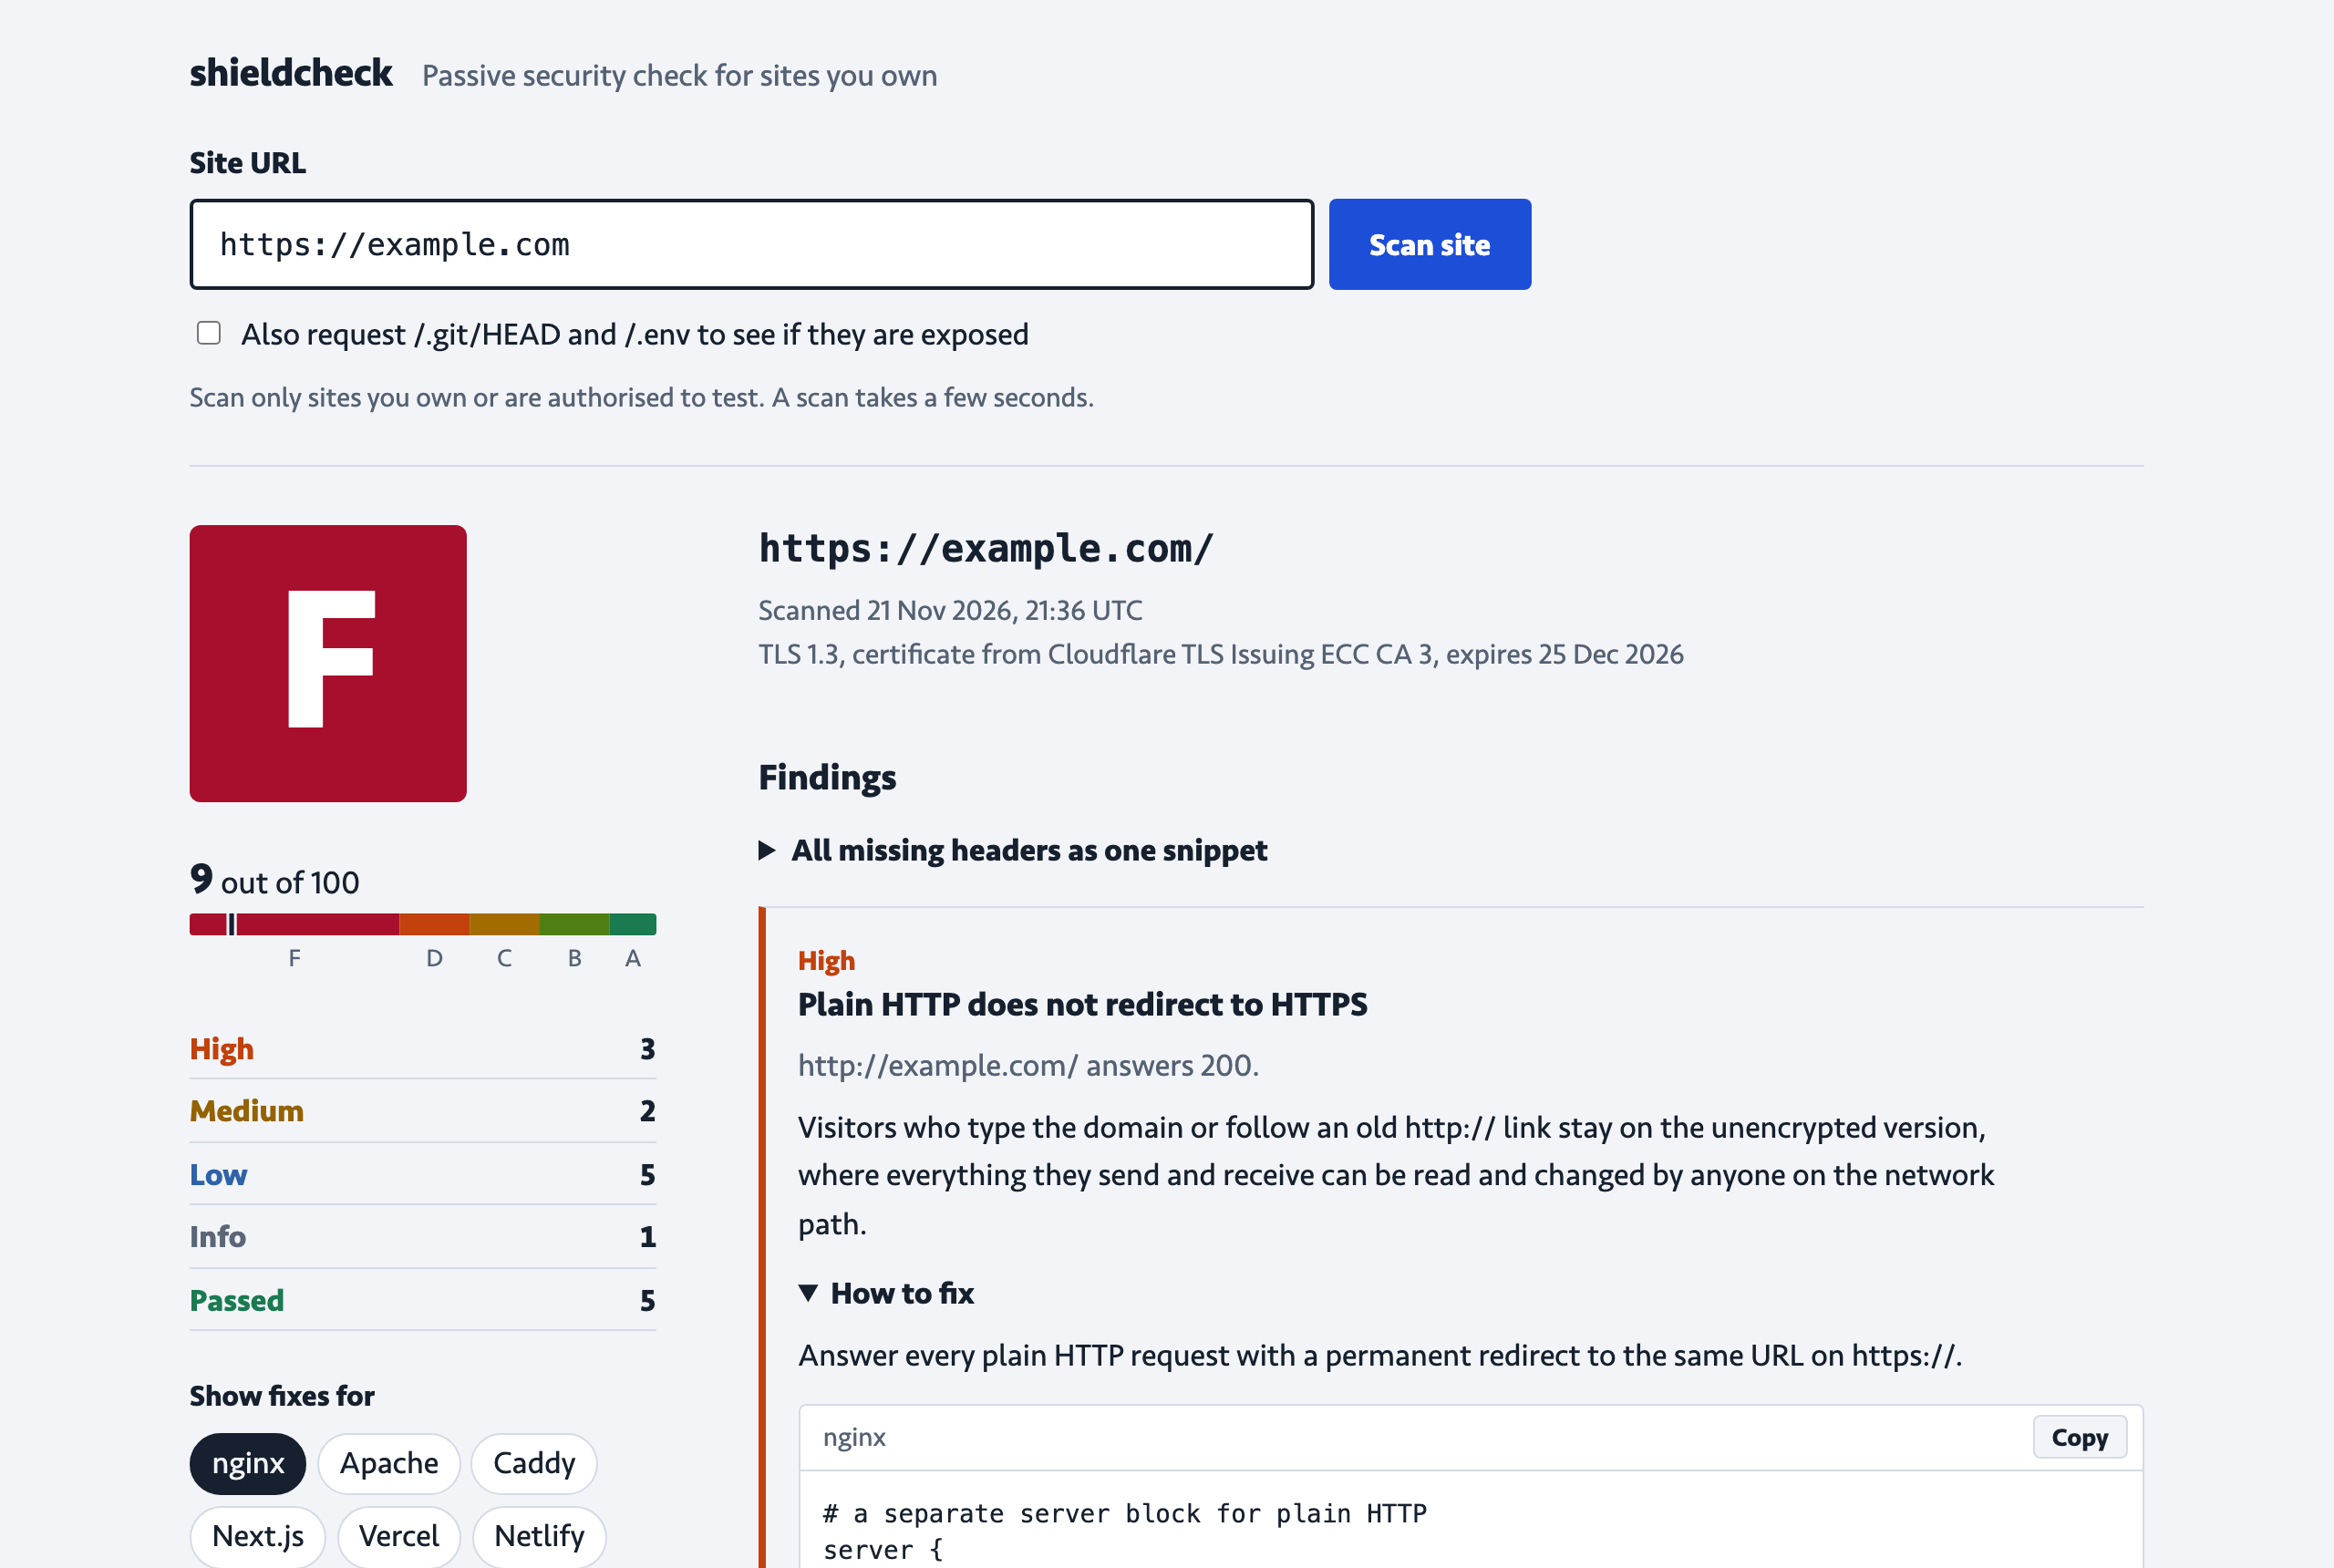 shieldcheck Passive security check for sites you own
Site URL
https://example.com Scan site
Also request /.git/HEAD and /.env to see if they are exposed
Scan only sites you own or are authorised to test. A scan takes a few seconds.
F
9 out of 100
F D C B A
High 3
Medium 2
Low 5
Info 1
Passed 5
Show fixes for
nginx Apache Caddy
Next.js Vercel Netlify
https://example.com/
Scanned 21 Nov 2026, 21:36 UTC
TLS 1.3, certificate from Cloudflare TLS Issuing ECC CA 3, expires 25 Dec 2026
Findings
All missing headers as one snippet
High
Plain HTTP does not redirect to HTTPS
http://example.com/ answers 200.
Visitors who type the domain or follow an old http:// link stay on the unencrypted version,
where everything they send and receive can be read and changed by anyone on the network
path.
How to fix
Answer every plain HTTP request with a permanent redirect to the same URL on https://.
nginx Copy
# a separate server block for plain HTTP
server {